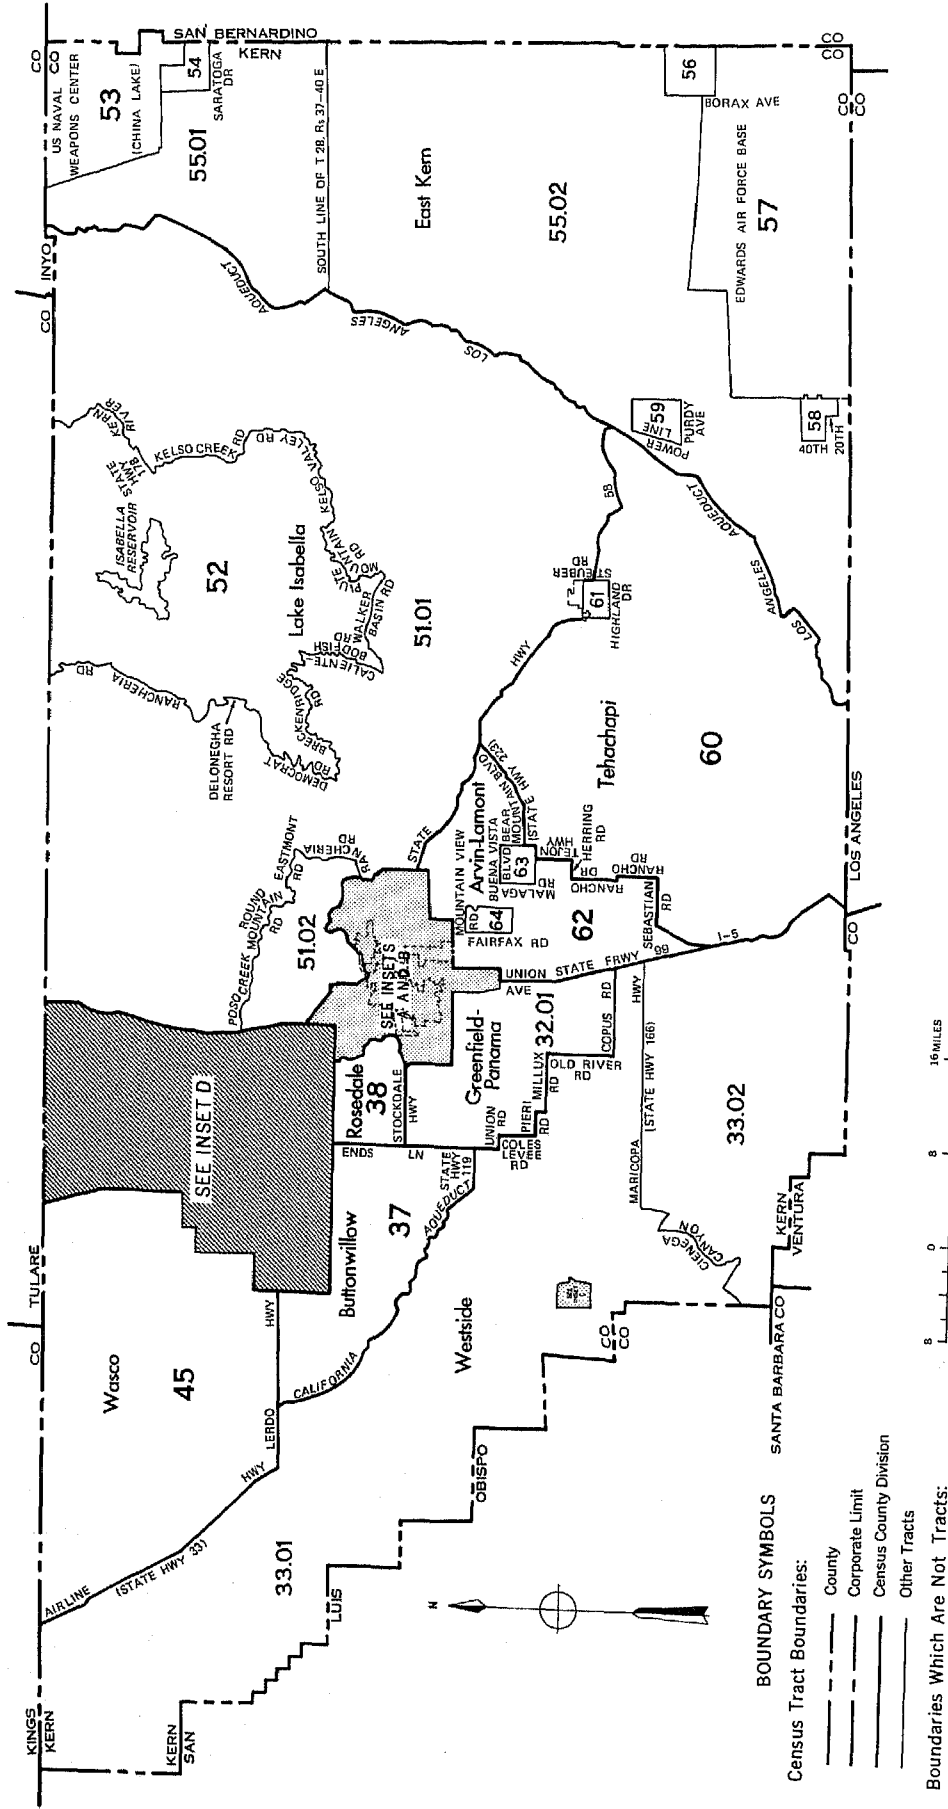 KINGS
KERN
CO
TULARE
CO
INYO
CO
CO
US NAVAL
WEAPONS CENTER
53
(CHINA LAKE)
SAN BERNARDINO
KERN
54
SARATOGA
DR
55.01
SOUTH LINE OF T 28, Rs 37-40 E
East Kern
55.02
56
BORAX AVE
EDWARDS AIR FORCE BASE
57
CO
CO
CO
CO
LOS
ANGELES
AQUEDUCT
KERN
RIVER
STATE
HWY
178
KELSO CREEK
RD
KELSO
VALLEY RD
ISABELLA
RESERVOIR
52
Lake Isabella
PIUTE
MOUNTAIN
RD
WALKER
BASIN RD
CALIENTE-
BODFISH
RD
BRECKENRIDGE
RD
DEMOCRAT
RD
DELONEGHA
RESORT RD
RANCHERIA
RD
51.01
59
POWER
LINE
PURDY
AVE
58
40TH
20TH
LOS
ANGELES
AQUEDUCT
58
STEUBER
61
HIGHLAND
DR
STATE
HWY
Tehachapi
60
EASTMONT
RANCHERIA
RD
ROUND
MOUNTAIN
RD
POSO CREEK
RD
51.02
SEE INSETS
A AND B
Arvin-Lamont
MOUNTAIN VIEW
RD
64
FAIRFAX RD
BUENA VISTA
BLVD
63
MALAGA
RD
BEAR
MOUNTAIN BLVD
(STATE HWY 223)
TEJON
HWY
HERRING
RD
RANCHO
DR
RANCHO
RD
62
SEBASTIAN
RD
I-5
UNION
AVE
STATE FRWY
99
CO
LOS ANGELES
SEE INSET D
Rosedale
38
STOCKDALE
HWY
ENDS
LN
Greenfield-
Panama
32.01
UNION
RD
COLES
LEVEE
RD
PIERI
RD
MILLUX
RD
OLD RIVER
RD
COPUS RD
MARICOPA
HWY
(STATE HWY 166)
33.02
Buttonwillow
37
STATE
HWY
119
CALIFORNIA
AQUEDUCT
Westside
CIENEGA
CANYON
KERN
VENTURA
SANTA BARBARA CO
CO
CO
Wasco
45
LERDO
HWY
AIRLINE
HWY
(STATE HWY 33)
33.01
KERN
SAN
LUIS
OBISPO
N
BOUNDARY SYMBOLS
Census Tract Boundaries:
County
Corporate Limit
Census County Division
Other Tracts
Boundaries Which Are Not Tracts:
8
0
8
16 MILES